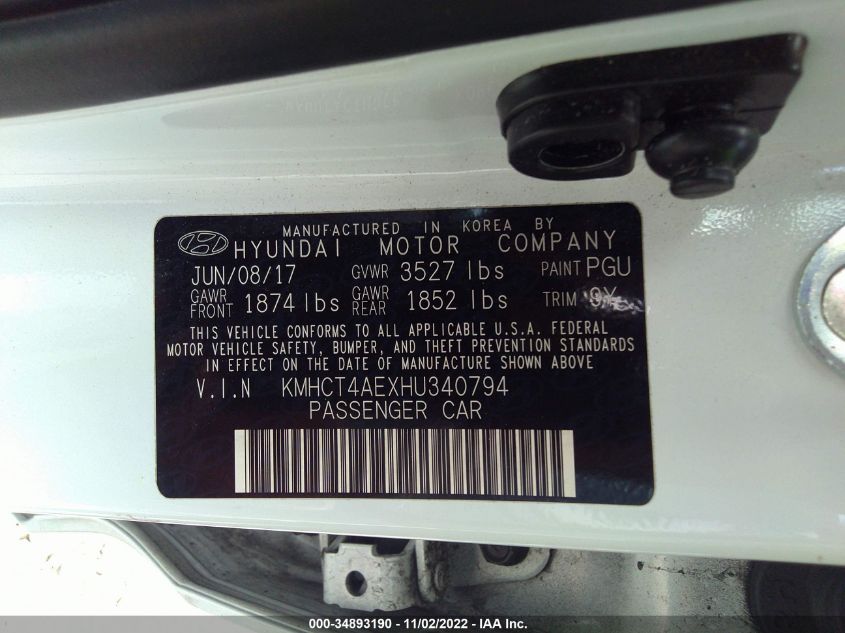 MANUFACTURED IN KOREA BY
HYUNDAI MOTOR COMPANY
JUN/08/17 GVWR 3527 lbs PAINT PGU
GAWR FRONT 1874 lbs GAWR REAR 1852 lbs TRIM 9Y
THIS VEHICLE CONFORMS TO ALL APPLICABLE U.S.A. FEDERAL
MOTOR VEHICLE SAFETY, BUMPER, AND THEFT PREVENTION STANDARDS
IN EFFECT ON THE DATE OF MANUFACTURE SHOWN ABOVE
V.I.N KMHCT4AEXHU340794
PASSENGER CAR
000-34893190 - 11/02/2022 - IAA Inc.